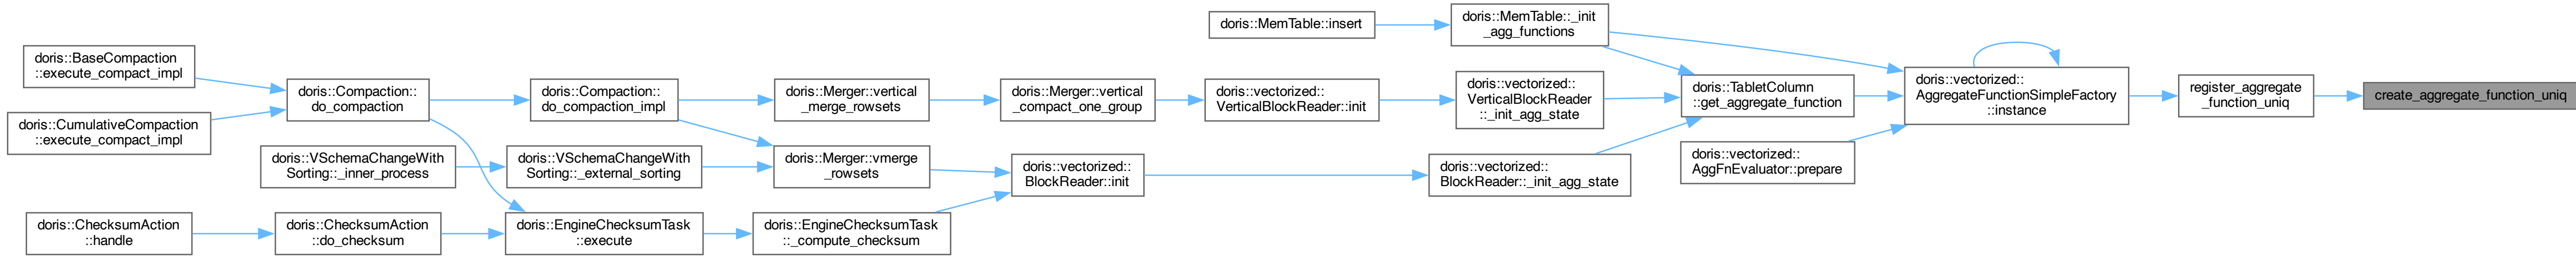 doris::BaseCompaction
::execute_compact_impl
doris::CumulativeCompaction
::execute_compact_impl
doris::Compaction::
do_compaction
doris::VSchemaChangeWith
Sorting::_inner_process
doris::ChecksumAction
::handle
doris::ChecksumAction
::do_checksum
doris::Compaction::
do_compaction_impl
doris::VSchemaChangeWith
Sorting::_external_sorting
doris::EngineChecksumTask
::execute
doris::Merger::vertical
_merge_rowsets
doris::Merger::vmerge
_rowsets
doris::EngineChecksumTask
::_compute_checksum
doris::Merger::vertical
_compact_one_group
doris::vectorized::
BlockReader::init
doris::MemTable::insert
doris::vectorized::
VerticalBlockReader::init
doris::MemTable::_init
_agg_functions
doris::vectorized::
VerticalBlockReader
::_init_agg_state
doris::vectorized::
BlockReader::_init_agg_state
doris::TabletColumn
::get_aggregate_function
doris::vectorized::
AggFnEvaluator::prepare
doris::vectorized::
AggregateFunctionSimpleFactory
::instance
register_aggregate
_function_uniq
create_aggregate_function_uniq